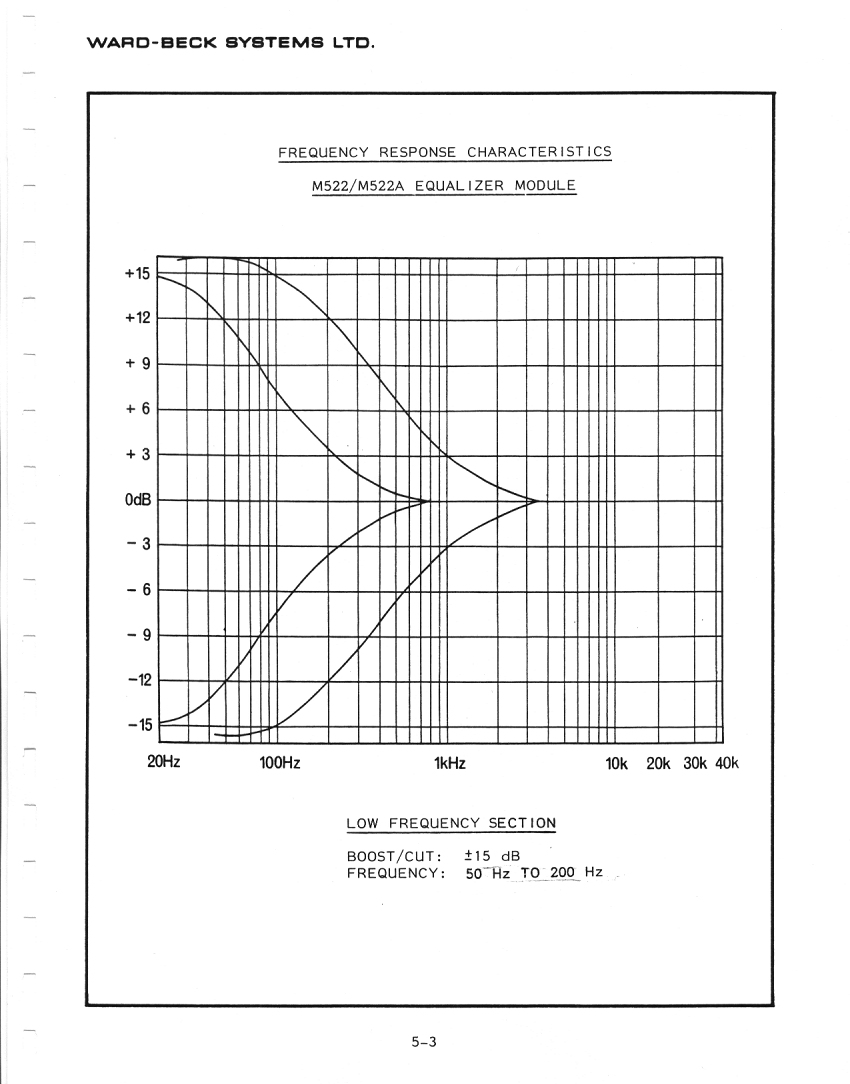 WARD-BECK SYSTEMS LTD.
FREQUENCY RESPONSE CHARACTERISTICS
M522/M522A EQUALIZER MODULE
+15
+12
+ 9
+ 6
+ 3
0dB
- 3
- 6
- 9
-12
-15
20Hz 100Hz 1kHz 10k 20k 30k 40k
LOW FREQUENCY SECTION
BOOST/CUT: ±15 dB
FREQUENCY: 50 Hz TO 200 Hz
5-3